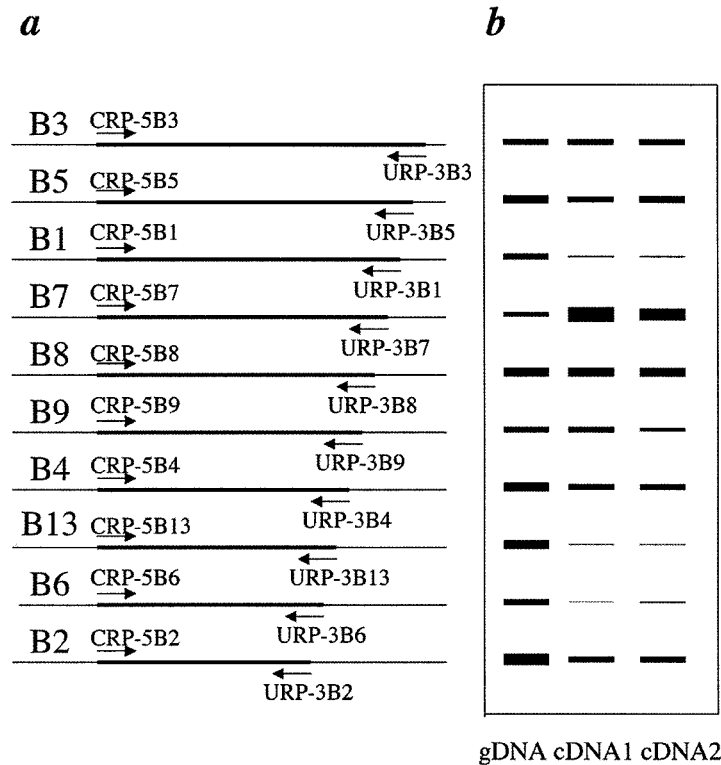 a
b
B3 CRP-5B3
URP-3B3
B5 CRP-5B5
URP-3B5
B1 CRP-5B1
URP-3B1
B7 CRP-5B7
URP-3B7
B8 CRP-5B8
URP-3B8
B9 CRP-5B9
URP-3B9
B4 CRP-5B4
URP-3B4
B13 CRP-5B13
URP-3B13
B6 CRP-5B6
URP-3B6
B2 CRP-5B2
URP-3B2
gDNA cDNA1 cDNA2